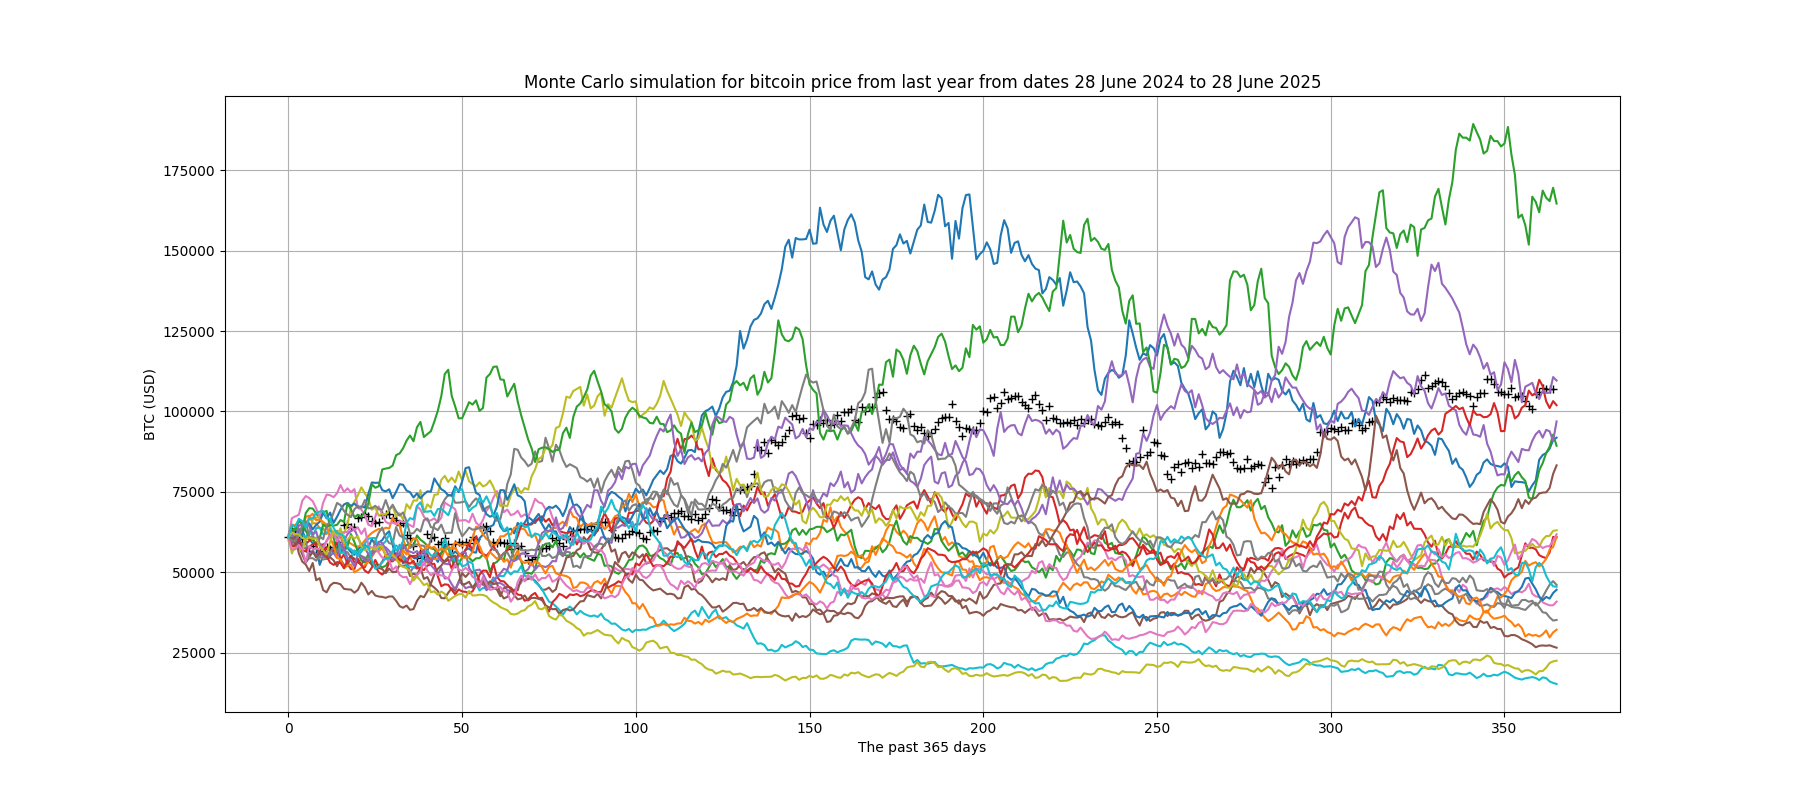 Monte Carlo simulation for bitcoin price from last year from dates 28 June 2024 to 28 June 2025
BTC (USD)
175000
150000
125000
100000
75000
50000
25000
0 50 100 150 200 250 300 350
The past 365 days